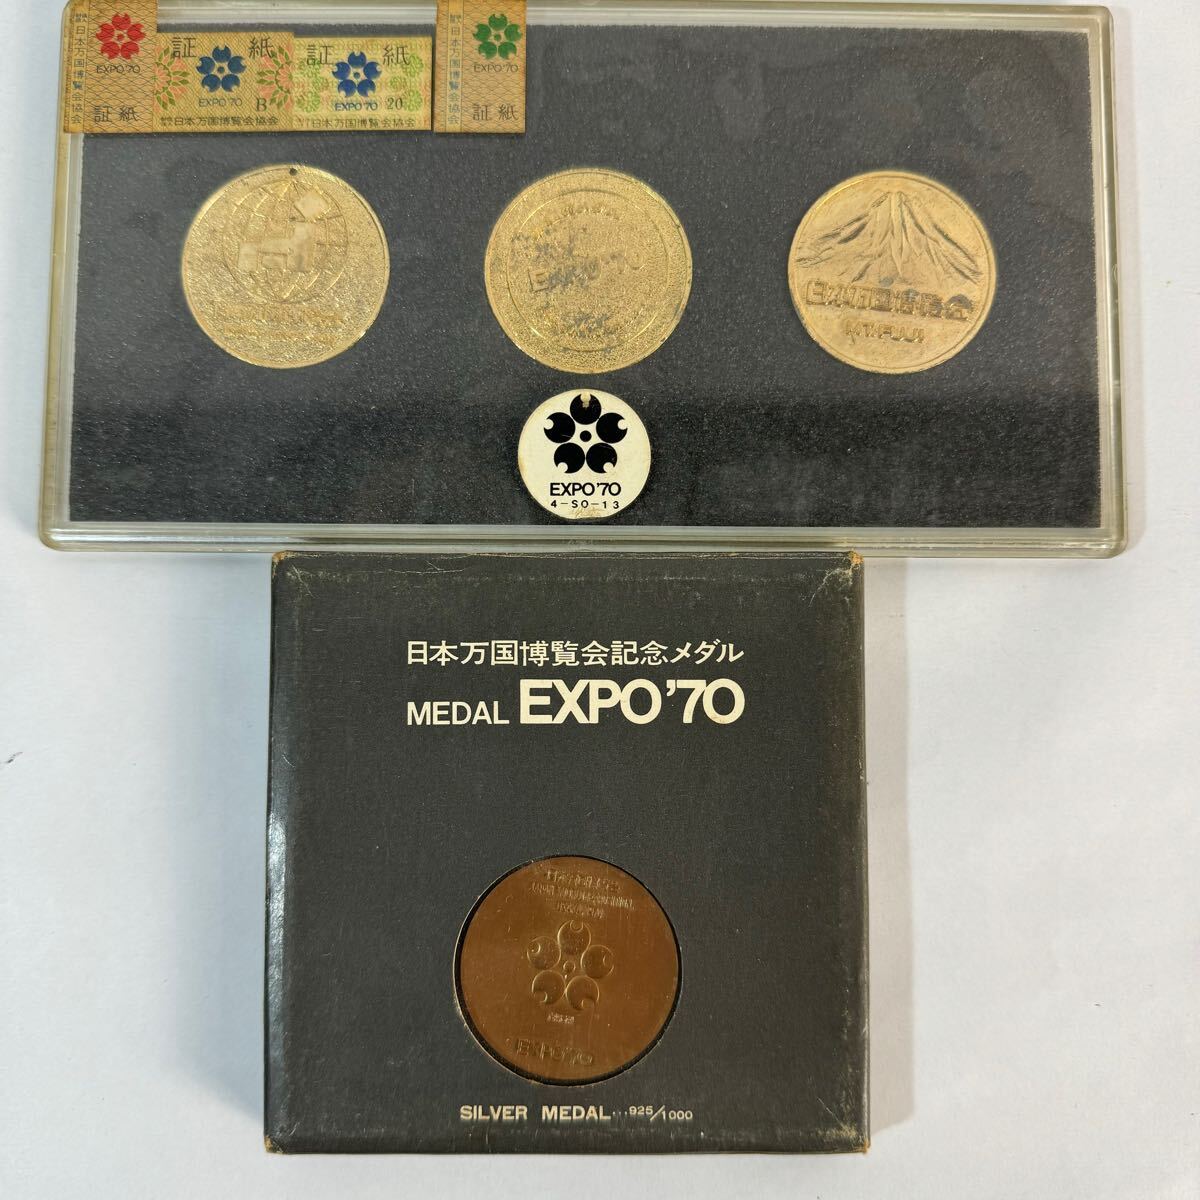 日本万国博覧会協会
EXPO'70
証紙
証 紙
EXPO'70 B
日本万国博覧会協会
証 紙
EXPO'70 20
日本万国博覧会協会
日本万国博覧会協会
EXPO'70
証紙
EXPO'70
日本万国博覧会
MT.FUJI
EXPO'70
4-SO-13
日本万国博覧会記念メダル
MEDAL EXPO'70
EXPO'70
SILVER MEDAL...925/1000